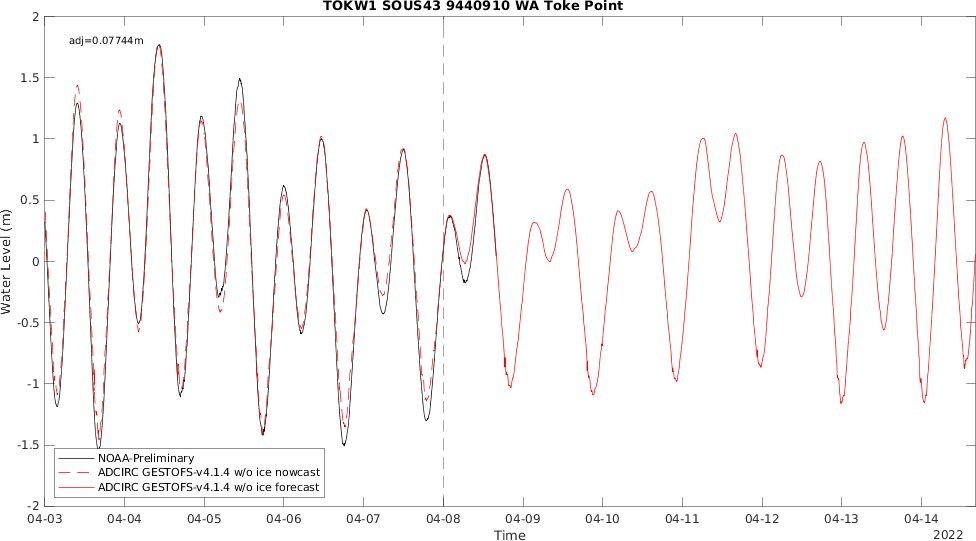 TOKW1 SOUS43 9440910 WA Toke Point
adj=0.07744m
2
1.5
1
0.5
0
-0.5
-1
-1.5
-2
Water Level (m)
NOAA-Preliminary
ADCIRC GESTOFS-v4.1.4 w/o ice nowcast
ADCIRC GESTOFS-v4.1.4 w/o ice forecast
04-03 04-04 04-05 04-06 04-07 04-08 04-09 04-10 04-11 04-12 04-13 04-14
Time
2022